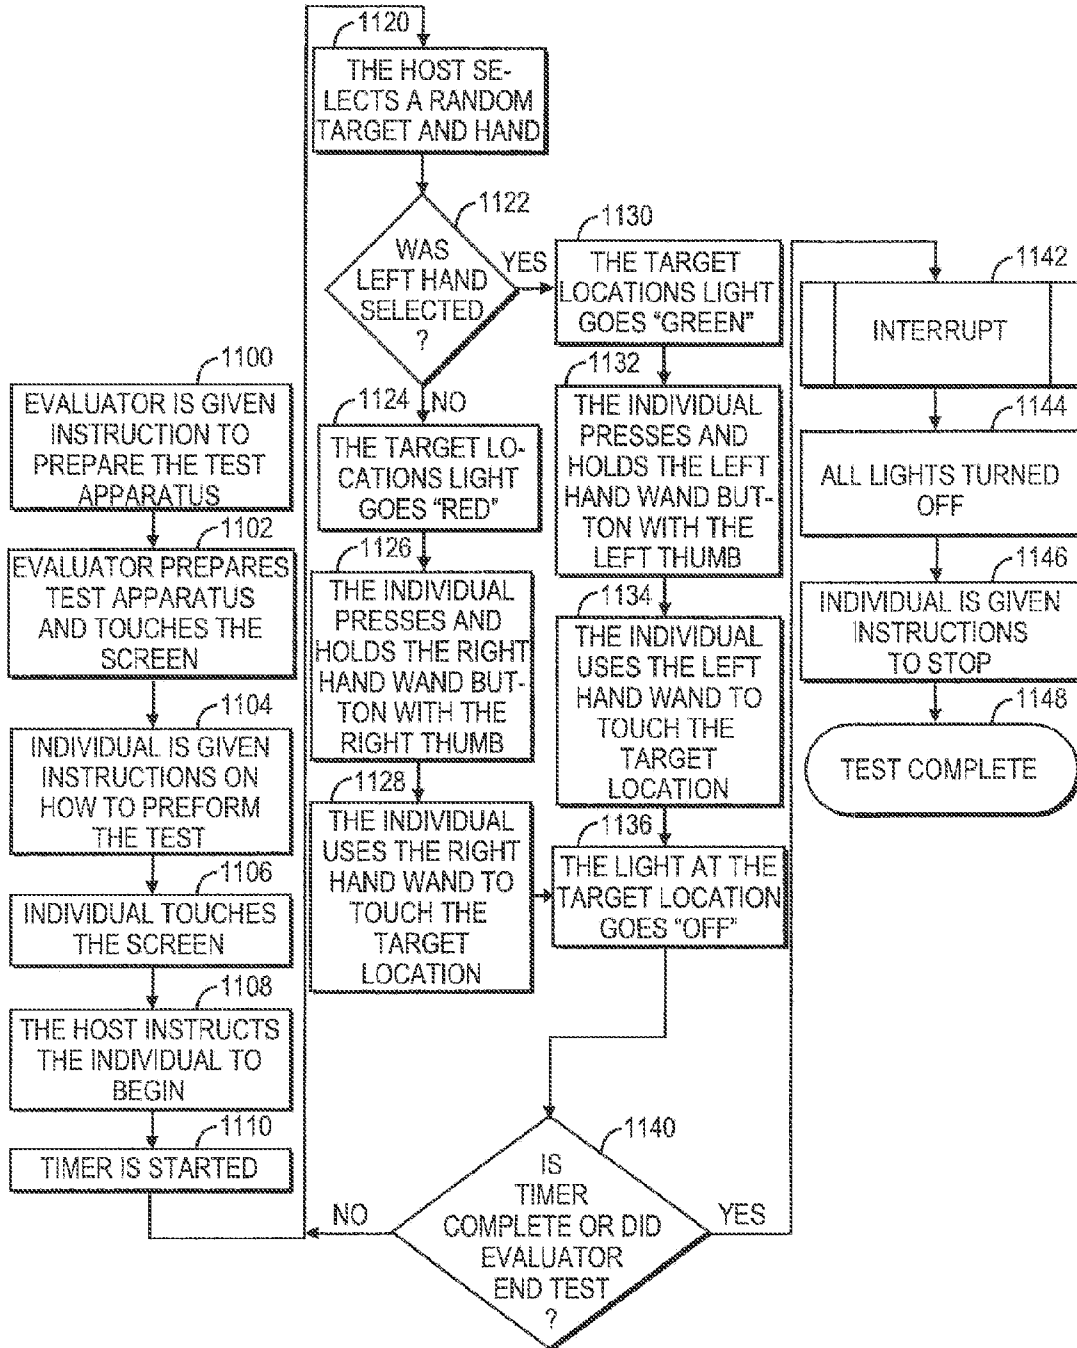 1100
EVALUATOR IS GIVEN
INSTRUCTION TO
PREPARE THE TEST
APPARATUS
1102
EVALUATOR PREPARES
TEST APPARATUS
AND TOUCHES THE
SCREEN
1104
INDIVIDUAL IS GIVEN
INSTRUCTIONS ON
HOW TO PREFORM
THE TEST
1106
INDIVIDUAL TOUCHES
THE SCREEN
1108
THE HOST INSTRUCTS
THE INDIVIDUAL TO
BEGIN
1110
TIMER IS STARTED
1120
THE HOST SE-
LECTS A RANDOM
TARGET AND HAND
1122
WAS
LEFT HAND
SELECTED
?
YES
NO
1124
THE TARGET LO-
CATIONS LIGHT
GOES "RED"
1126
THE INDIVIDUAL
PRESSES AND
HOLDS THE RIGHT
HAND WAND BUT-
TON WITH THE
RIGHT THUMB
1128
THE INDIVIDUAL
USES THE RIGHT
HAND WAND TO
TOUCH THE
TARGET
LOCATION
1130
THE TARGET
LOCATIONS LIGHT
GOES "GREEN"
1132
THE INDIVIDUAL
PRESSES AND
HOLDS THE LEFT
HAND WAND BUT-
TON WITH THE
LEFT THUMB
1134
THE INDIVIDUAL
USES THE LEFT
HAND WAND TO
TOUCH THE
TARGET
LOCATION
1136
THE LIGHT AT THE
TARGET LOCATION
GOES "OFF"
1140
IS
TIMER
COMPLETE OR DID
EVALUATOR
END TEST
?
NO
YES
1142
INTERRUPT
1144
ALL LIGHTS TURNED
OFF
1146
INDIVIDUAL IS GIVEN
INSTRUCTIONS
TO STOP
1148
TEST COMPLETE